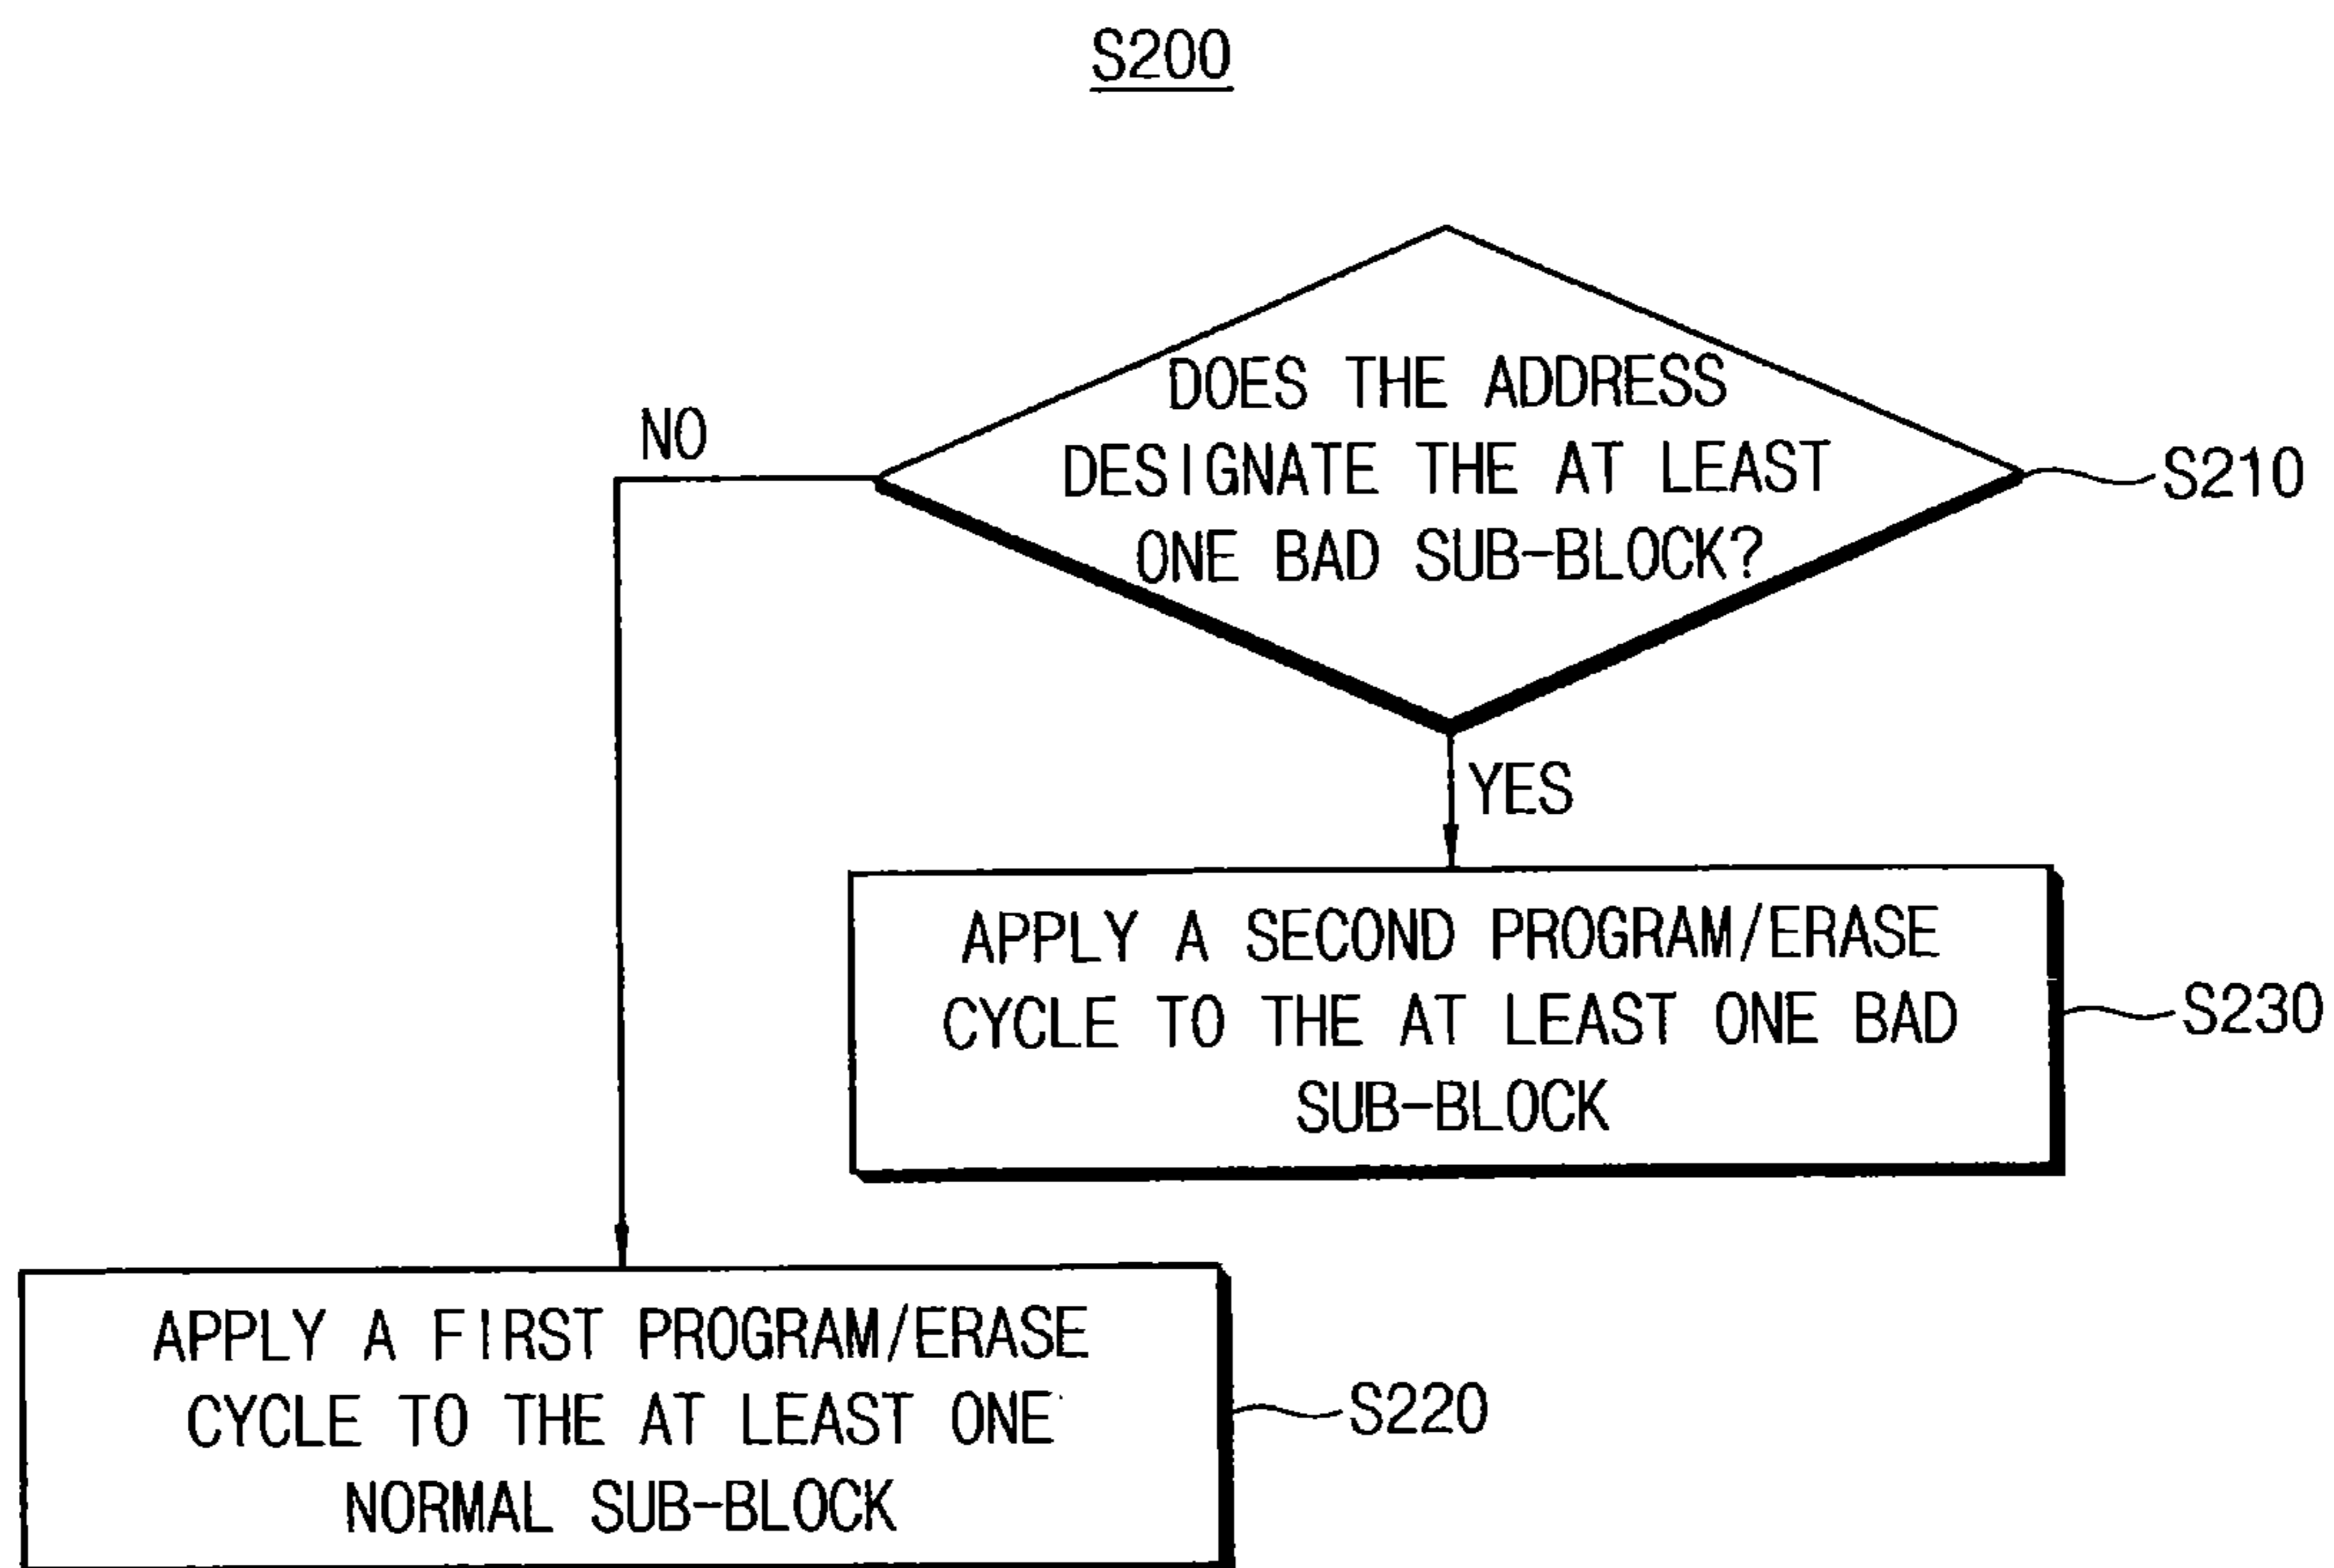 S200
DOES THE ADDRESS
DESIGNATE THE AT LEAST
ONE BAD SUB-BLOCK?
S210
NO
YES
APPLY A SECOND PROGRAM/ERASE
CYCLE TO THE AT LEAST ONE BAD
SUB-BLOCK
S230
APPLY A FIRST PROGRAM/ERASE
CYCLE TO THE AT LEAST ONE
NORMAL SUB-BLOCK
S220